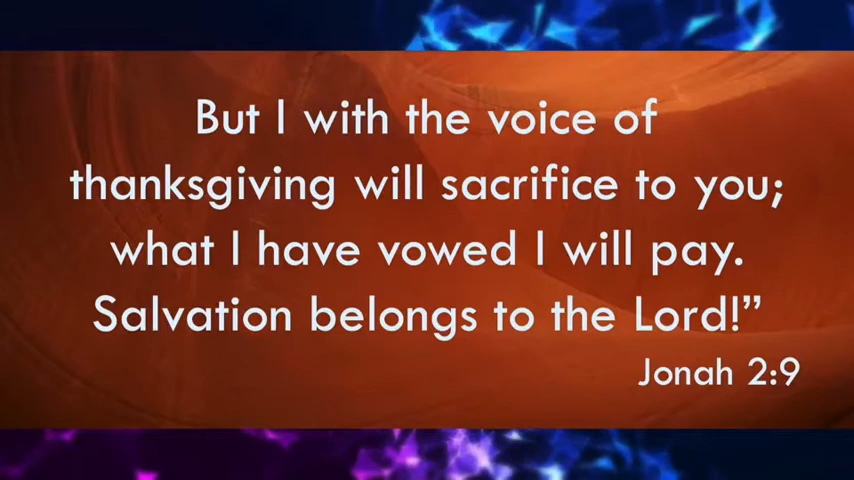 But I with the voice of
thanksgiving will sacrifice to you;
what I have vowed I will pay.
Salvation belongs to the Lord!”
Jonah 2:9